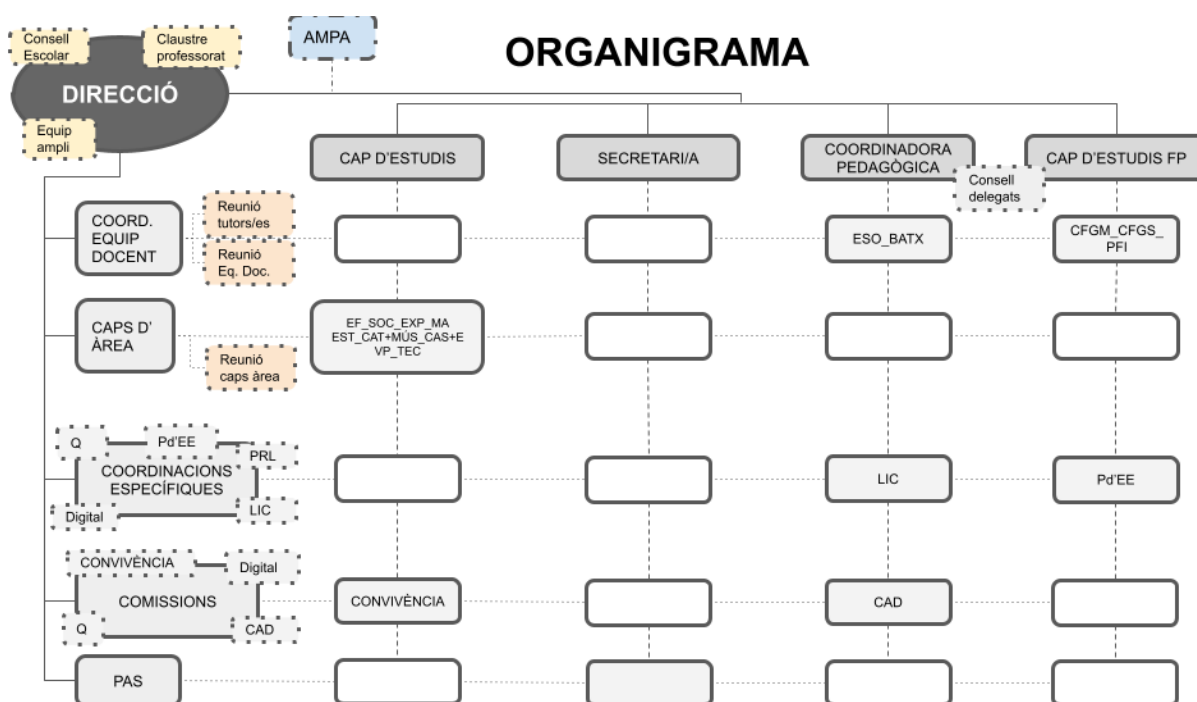 Consell
Escolar
Claustre
professorat
AMPA
ORGANIGRAMA
DIRECCIÓ
Equip
ampli
CAP D'ESTUDIS
SECRETARI/A
COORDINADORA
PEDAGÒGICA
CAP D'ESTUDIS FP
Consell
delegats
COORD.
EQUIP
DOCENT
Reunió
tutors/es
Reunió
Eq. Doc.
ESO_BATX
CFGM_CFGS_
PFI
CAPS D'
ÀREA
Reunió
caps àrea
EF_SOC_EXP_MA
EST_CAT+MÚS_CAS+E
VP_TEC
Q
Pd'EE
PRL
COORDINACIONS
ESPECÍFIQUES
Digital
LIC
LIC
Pd'EE
CONVIVÈNCIA
Digital
COMISSIONS
Q
CAD
CONVIVÈNCIA
CAD
PAS